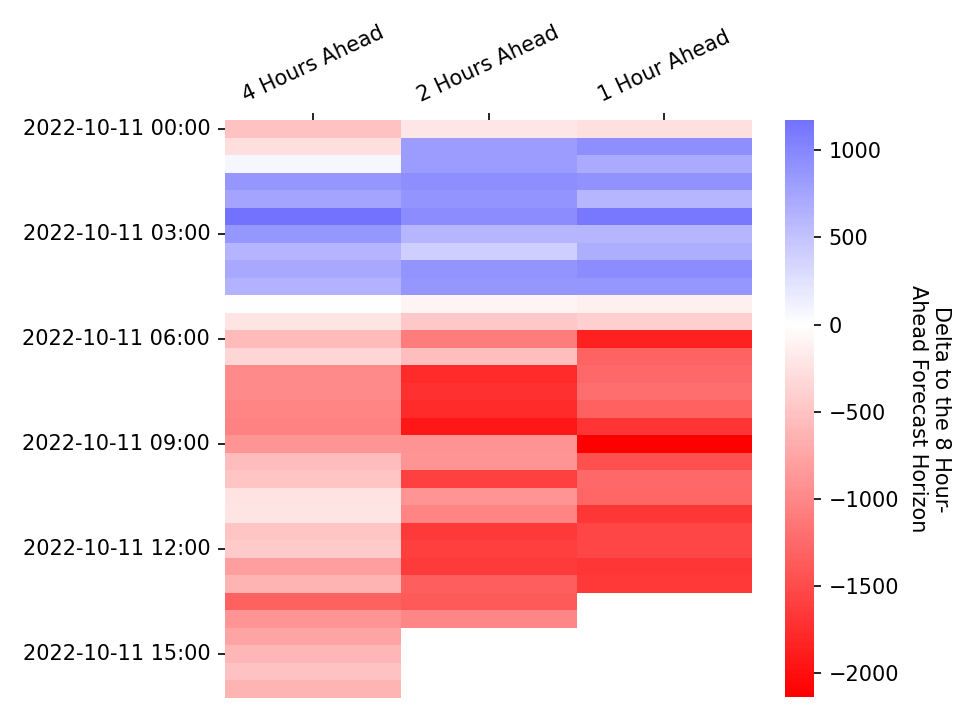 4 Hours Ahead
2 Hours Ahead
1 Hour Ahead
2022-10-11 00:00
2022-10-11 03:00
2022-10-11 06:00
2022-10-11 09:00
2022-10-11 12:00
2022-10-11 15:00
1000
500
0
−500
−1000
−1500
−2000
Delta to the 8 Hour-
Ahead Forecast Horizon